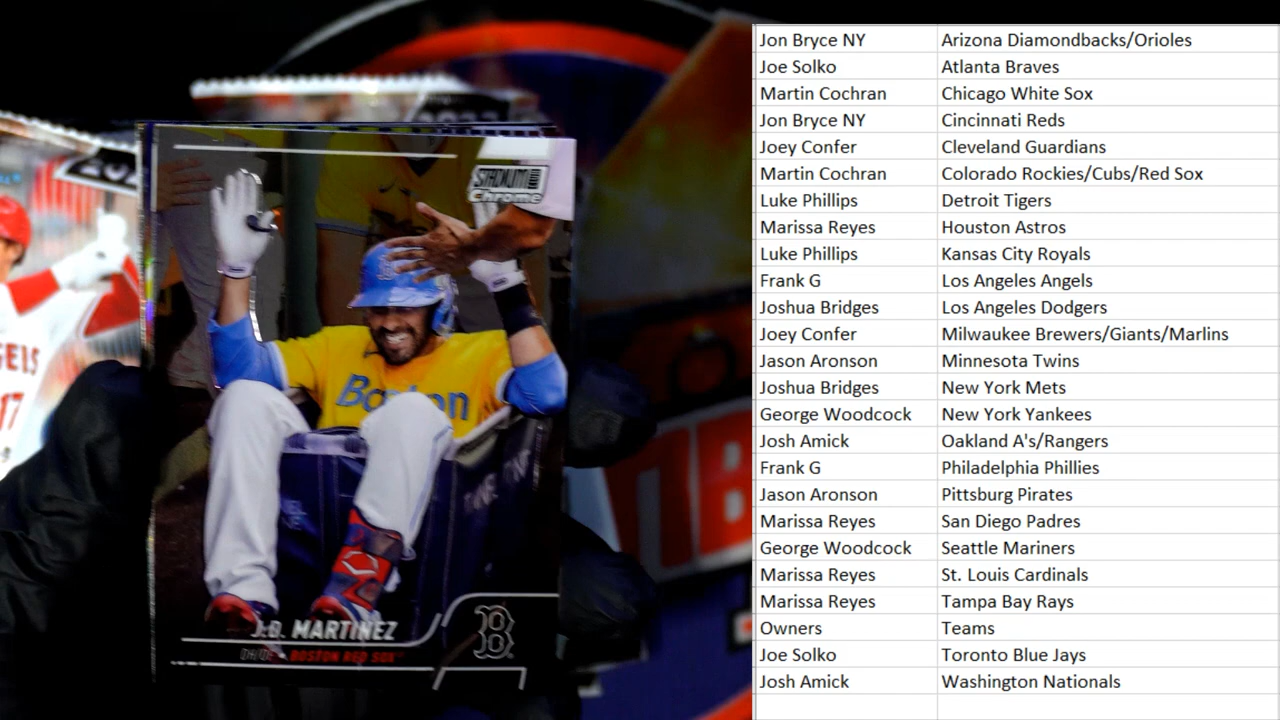 STADIUM
Chrome
Boston
J.D. MARTINEZ
BOSTON RED SOX
B
17
Jon Bryce NY Arizona Diamondbacks/Orioles
Joe Solko Atlanta Braves
Martin Cochran Chicago White Sox
Jon Bryce NY Cincinnati Reds
Joey Confer Cleveland Guardians
Martin Cochran Colorado Rockies/Cubs/Red Sox
Luke Phillips Detroit Tigers
Marissa Reyes Houston Astros
Luke Phillips Kansas City Royals
Frank G Los Angeles Angels
Joshua Bridges Los Angeles Dodgers
Joey Confer Milwaukee Brewers/Giants/Marlins
Jason Aronson Minnesota Twins
Joshua Bridges New York Mets
George Woodcock New York Yankees
Josh Amick Oakland A's/Rangers
Frank G Philadelphia Phillies
Jason Aronson Pittsburg Pirates
Marissa Reyes San Diego Padres
George Woodcock Seattle Mariners
Marissa Reyes St. Louis Cardinals
Marissa Reyes Tampa Bay Rays
Owners Teams
Joe Solko Toronto Blue Jays
Josh Amick Washington Nationals